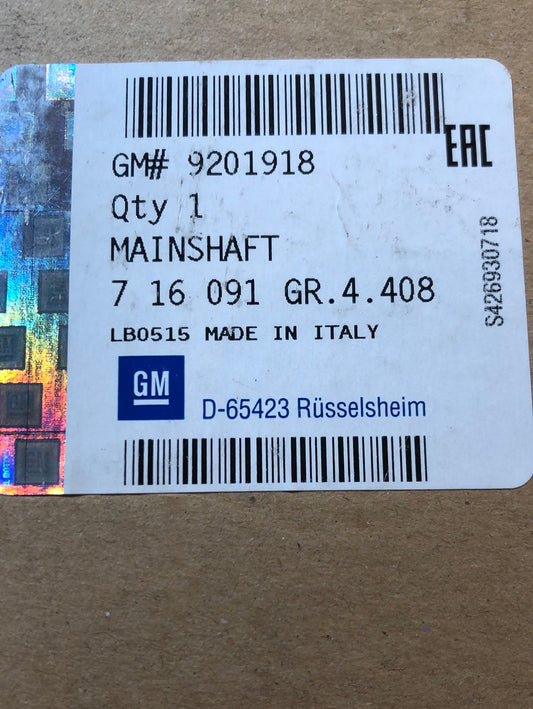 GM# 9201918
EAC
Qty 1
MAINSHAFT
7 16 091 GR.4.408
LB0515 MADE IN ITALY
GM
D-65423 Rüsselsheim
S426930718